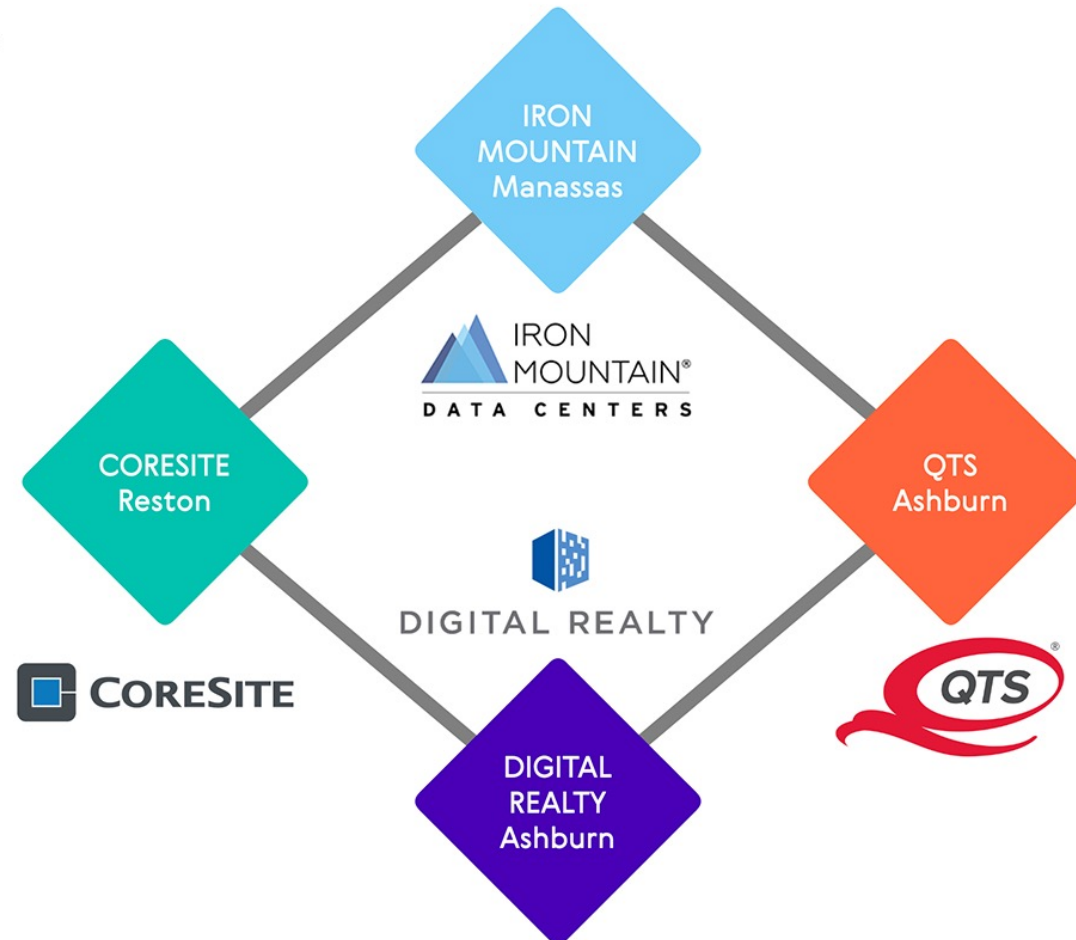 IRON
MOUNTAIN
Manassas
IRON
MOUNTAIN®
DATA CENTERS
CORESITE
Reston
QTS
Ashburn
DIGITAL REALTY
CORESITE
QTS®
DIGITAL
REALTY
Ashburn